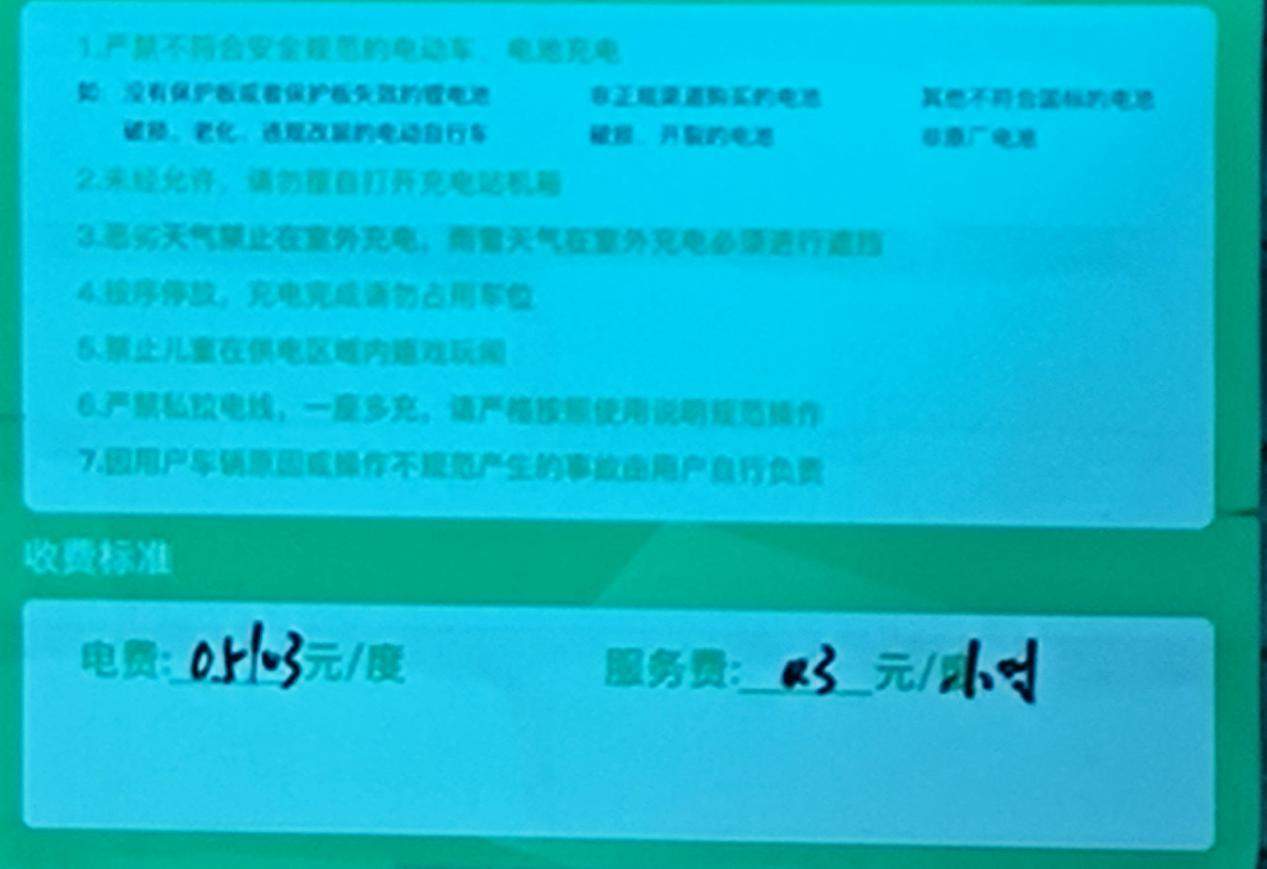 1.严禁不符合安全规范的电动车、电池充电
如 没有保护板或者保护板失效的锂电池 非正规渠道购买的电池 其他不符合国标的电池
破损、老化、违规改装的电动自行车 破损、开裂的电池 非原厂电池
2.未经允许，请勿擅自打开充电站机箱
3.恶劣天气禁止在室外充电，雨雪天气在室外充电必须进行遮挡
4.按序停放，充电完成请勿占用车位
5.禁止儿童在供电区域内嬉戏玩闹
6.严禁私拉电线，一座多充，请严格按照使用说明规范操作
7.因用户车辆原因或操作不规范产生的事故由用户自行负责
收费标准
电费: 元/度 服务费: 0.3 元/小时